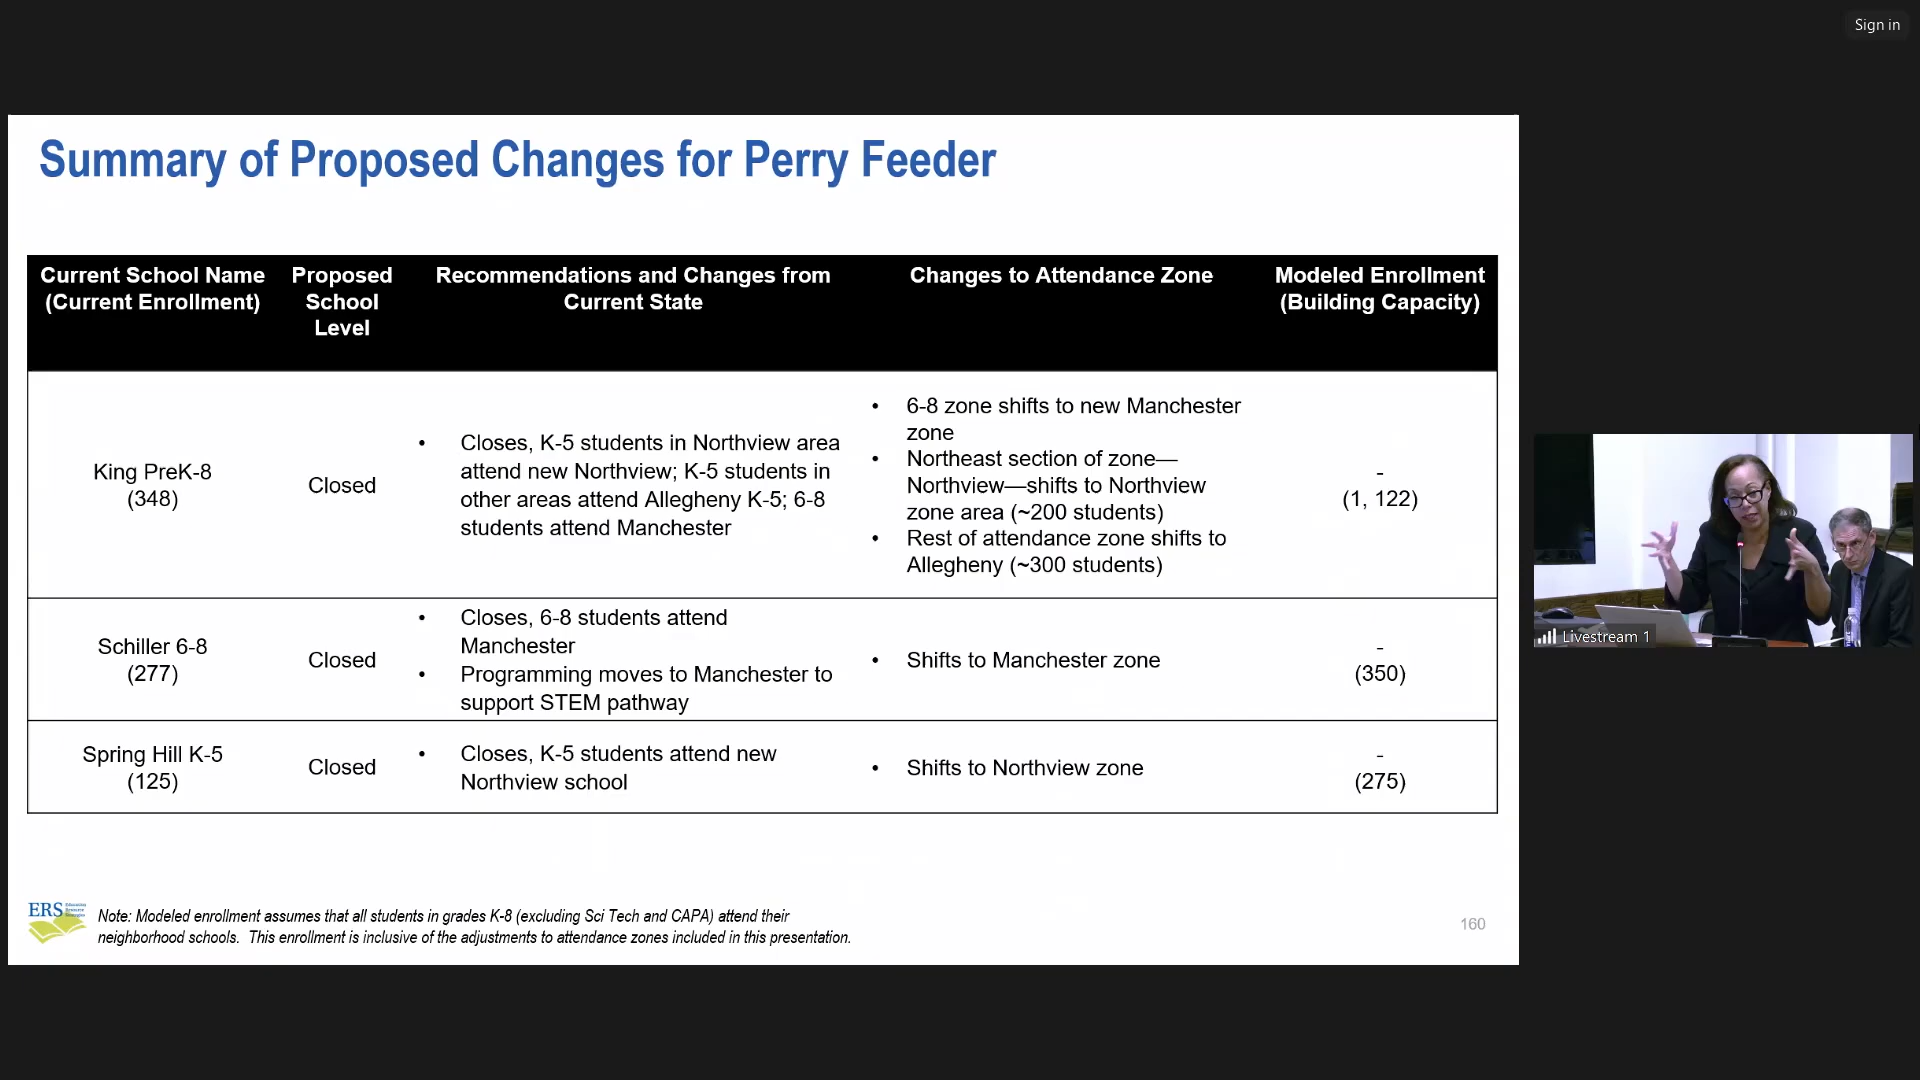 Sign in
Summary of Proposed Changes for Perry Feeder
Current School Name
(Current Enrollment)
Proposed
School
Level
Recommendations and Changes from
Current State
Changes to Attendance Zone
Modeled Enrollment
(Building Capacity)
King PreK-8
(348)
Closed
• Closes, K-5 students in Northview area
attend new Northview; K-5 students in
other areas attend Allegheny K-5; 6-8
students attend Manchester
• 6-8 zone shifts to new Manchester
zone
• Northeast section of zone—
Northview—shifts to Northview
zone area (~200 students)
• Rest of attendance zone shifts to
Allegheny (~300 students)
-
(1, 122)
Schiller 6-8
(277)
Closed
• Closes, 6-8 students attend
Manchester
• Programming moves to Manchester to
support STEM pathway
• Shifts to Manchester zone
-
(350)
Spring Hill K-5
(125)
Closed
• Closes, K-5 students attend new
Northview school
• Shifts to Northview zone
-
(275)
Livestream 1
ERS
Education
Resource
Strategies
Note: Modeled enrollment assumes that all students in grades K-8 (excluding Sci Tech and CAPA) attend their
neighborhood schools.  This enrollment is inclusive of the adjustments to attendance zones included in this presentation.
160